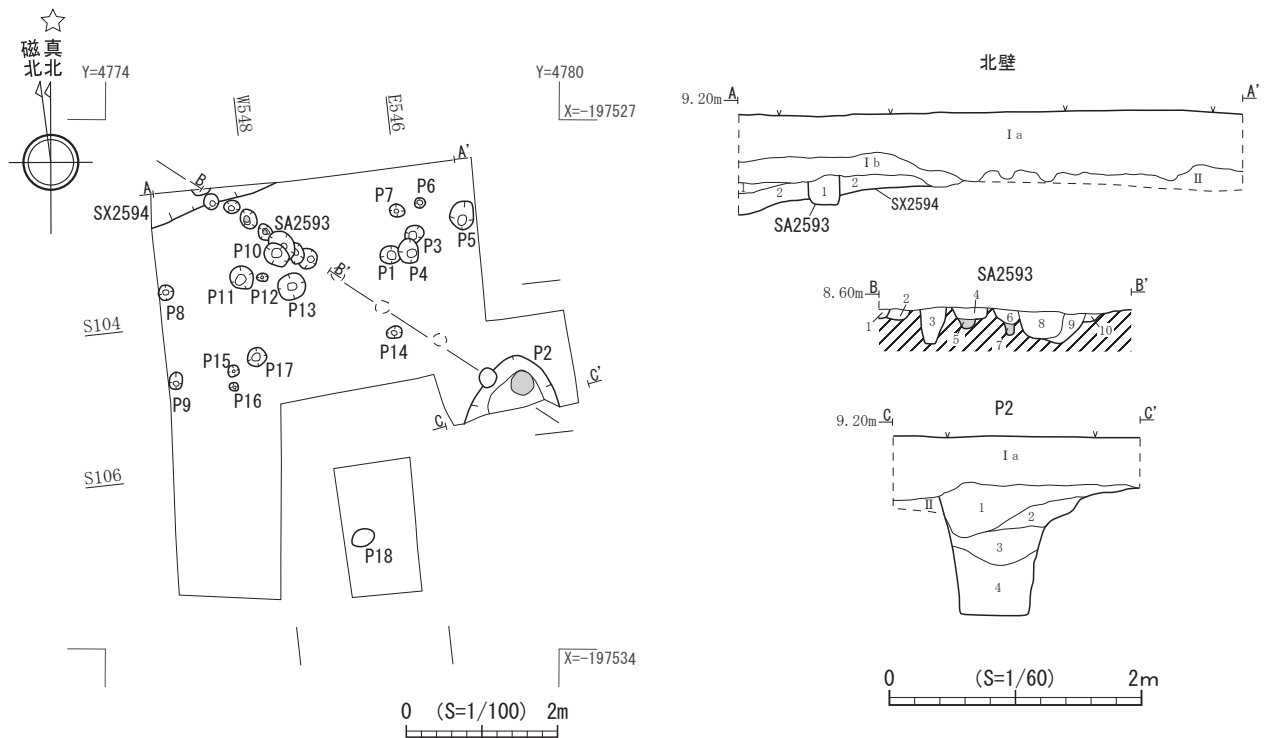 ☆
磁北 真北
Y=4774
Y=4780
X=-197527
W548
E546
A
A'
B
SX2594
SA2593
P7
P6
P5
P3
P10
P1
P4
B'
P11
P12
P13
P8
S104
P14
P15
P17
P2
P16
P9
C'
C
S106
P18
X=-197534
0 (S=1/100) 2m
北壁
9.20m A
A'
Ⅰa
Ⅰb
Ⅱ
1
2
1
2
SX2594
SA2593
SA2593
8.60m B
B'
1
2
3
4
5
6
7
8
9
10
P2
9.20m C
C'
Ⅰa
Ⅱ
1
2
3
4
0 (S=1/60) 2m